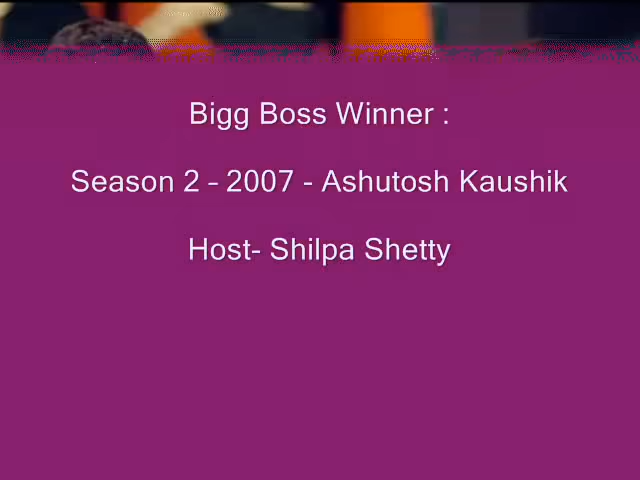 Bigg Boss Winner :
Season 2 – 2007 - Ashutosh Kaushik
Host- Shilpa Shetty